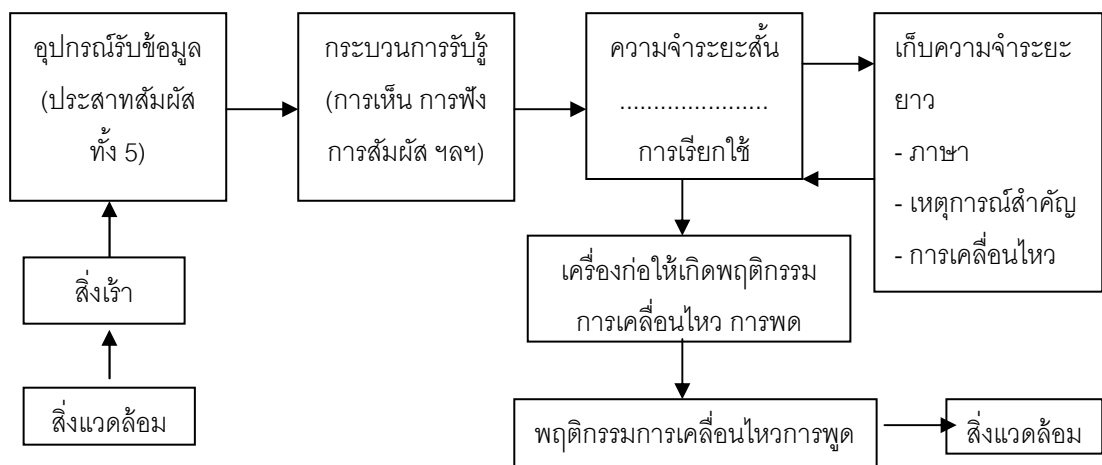 อุปกรณ์รับข้อมูล
(ประสาทสัมผัส
ทั้ง 5)
กระบวนการรับรู้
(การเห็น การฟัง
การสัมผัส ฯลฯ)
ความจำระยะสั้น
......................
การเรียกใช้
เก็บความจำระยะ
ยาว
- ภาษา
- เหตุการณ์สำคัญ
- การเคลื่อนไหว
สิ่งเร้า
สิ่งแวดล้อม
เครื่องก่อให้เกิดพฤติกรรม
การเคลื่อนไหว การพด
พฤติกรรมการเคลื่อนไหวการพูด
สิ่งแวดล้อม